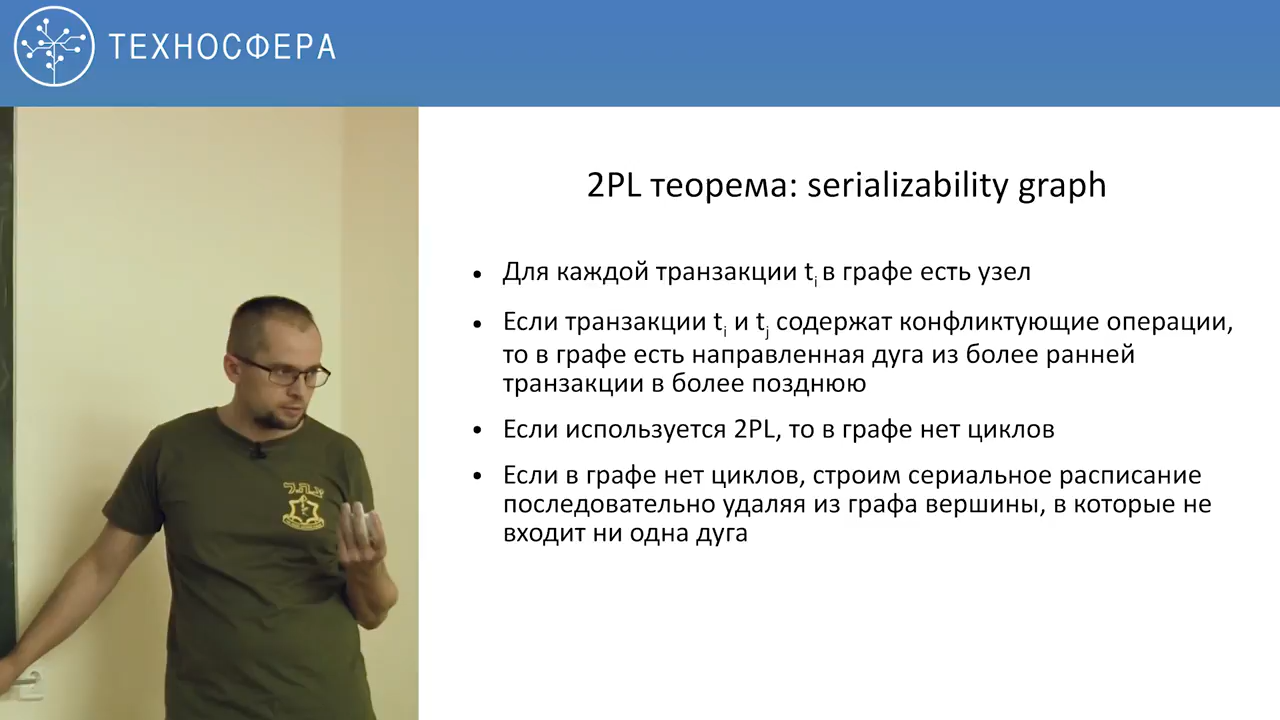 ТЕХНОСФЕРА
2PL теорема: serializability graph
• Для каждой транзакции ti в графе есть узел
• Если транзакции ti и tj содержат конфликтующие операции,
то в графе есть направленная дуга из более ранней
транзакции в более позднюю
• Если используется 2PL, то в графе нет циклов
• Если в графе нет циклов, строим сериальное расписание
последовательно удаляя из графа вершины, в которые не
входит ни одна дуга